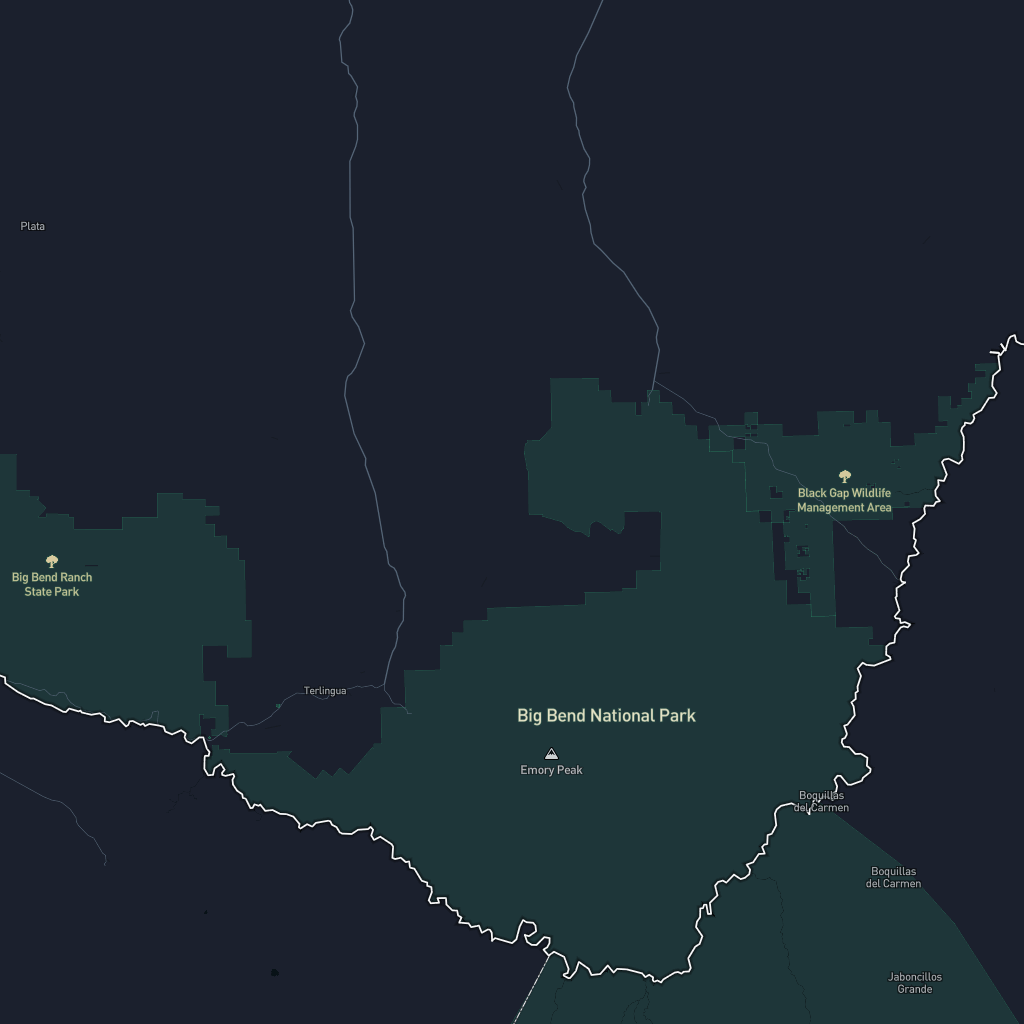 Plata
Black Gap Wildlife
Management Area
Big Bend Ranch
State Park
Terlingua
Big Bend National Park
Emory Peak
Boquillas
del Carmen
Boquillas
del Carmen
Jaboncillos
Grande